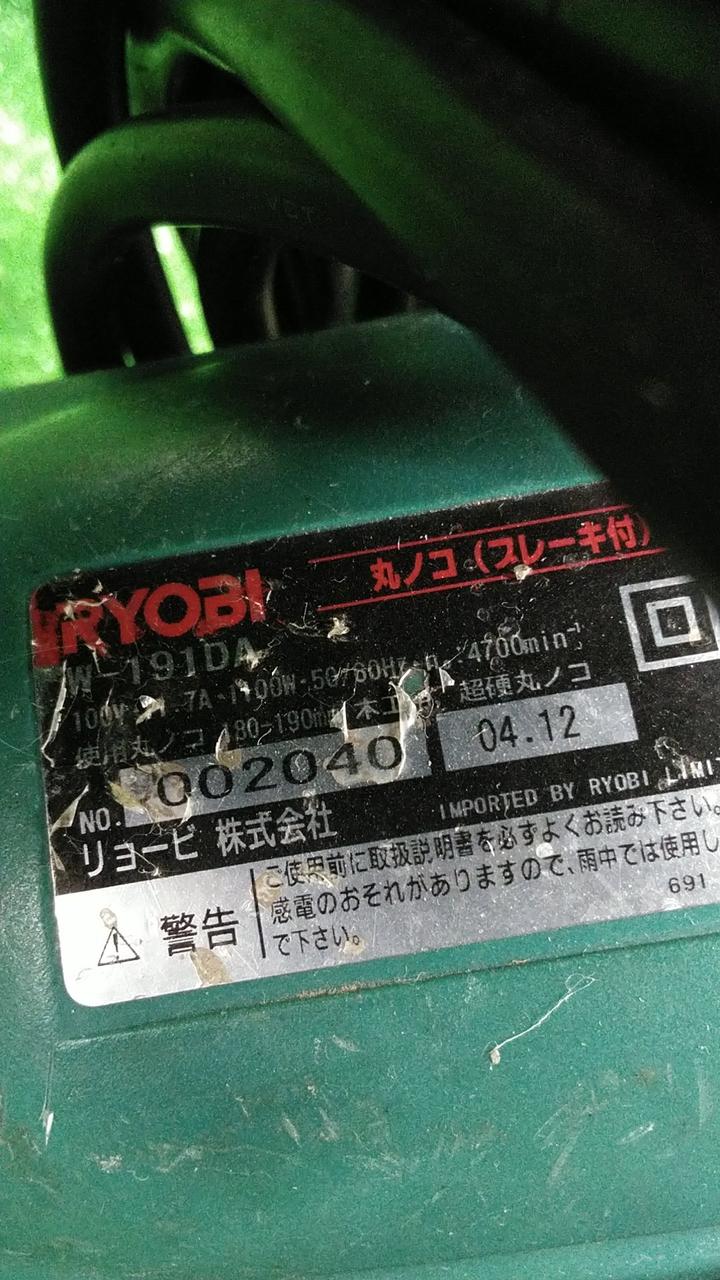 丸ノコ(ブレーキ付)
RYOBI
W-191DA
100V 7A 1100W 50/60Hz 4700min⁻¹
使用丸ノコ 180-190mm 木工用 超硬丸ノコ
NO. 002040 04.12
リョービ 株式会社 IMPORTED BY RYOBI LIMIT
警告
ご使用前に取扱説明書を必ずよくお読み下さい。
感電のおそれがありますので、雨中では使用し
で下さい。
691